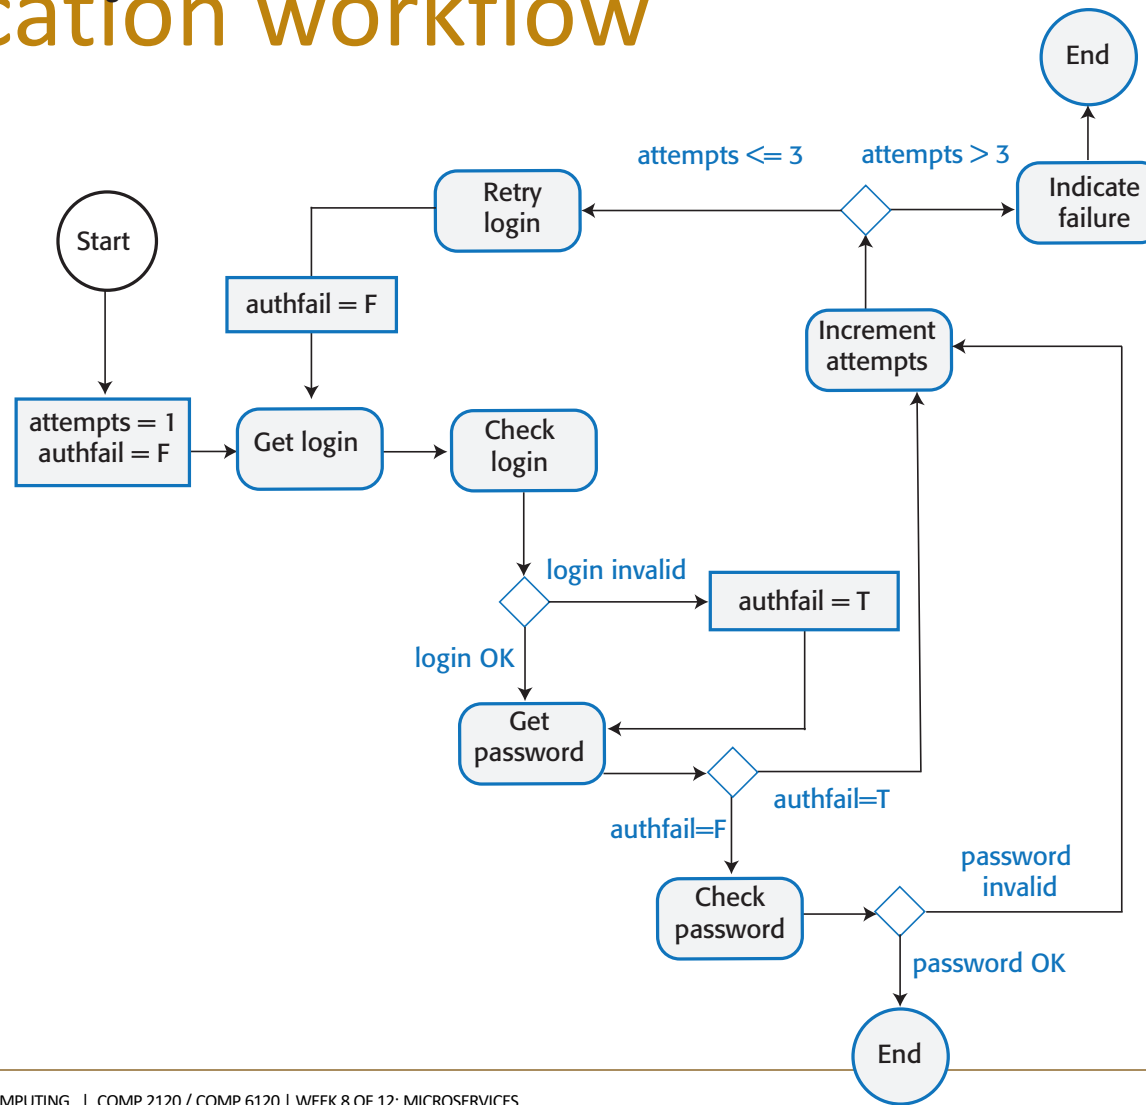 cation workflow
End
attempts <= 3
attempts > 3
Retry
login
Indicate
failure
Start
authfail = F
Increment
attempts
attempts = 1
authfail = F
Get login
Check
login
login invalid
authfail = T
login OK
Get
password
authfail=T
authfail=F
password
invalid
Check
password
password OK
End
MPUTING | COMP 2120 / COMP 6120 | WEEK 8 OF 12: MICROSERVICES